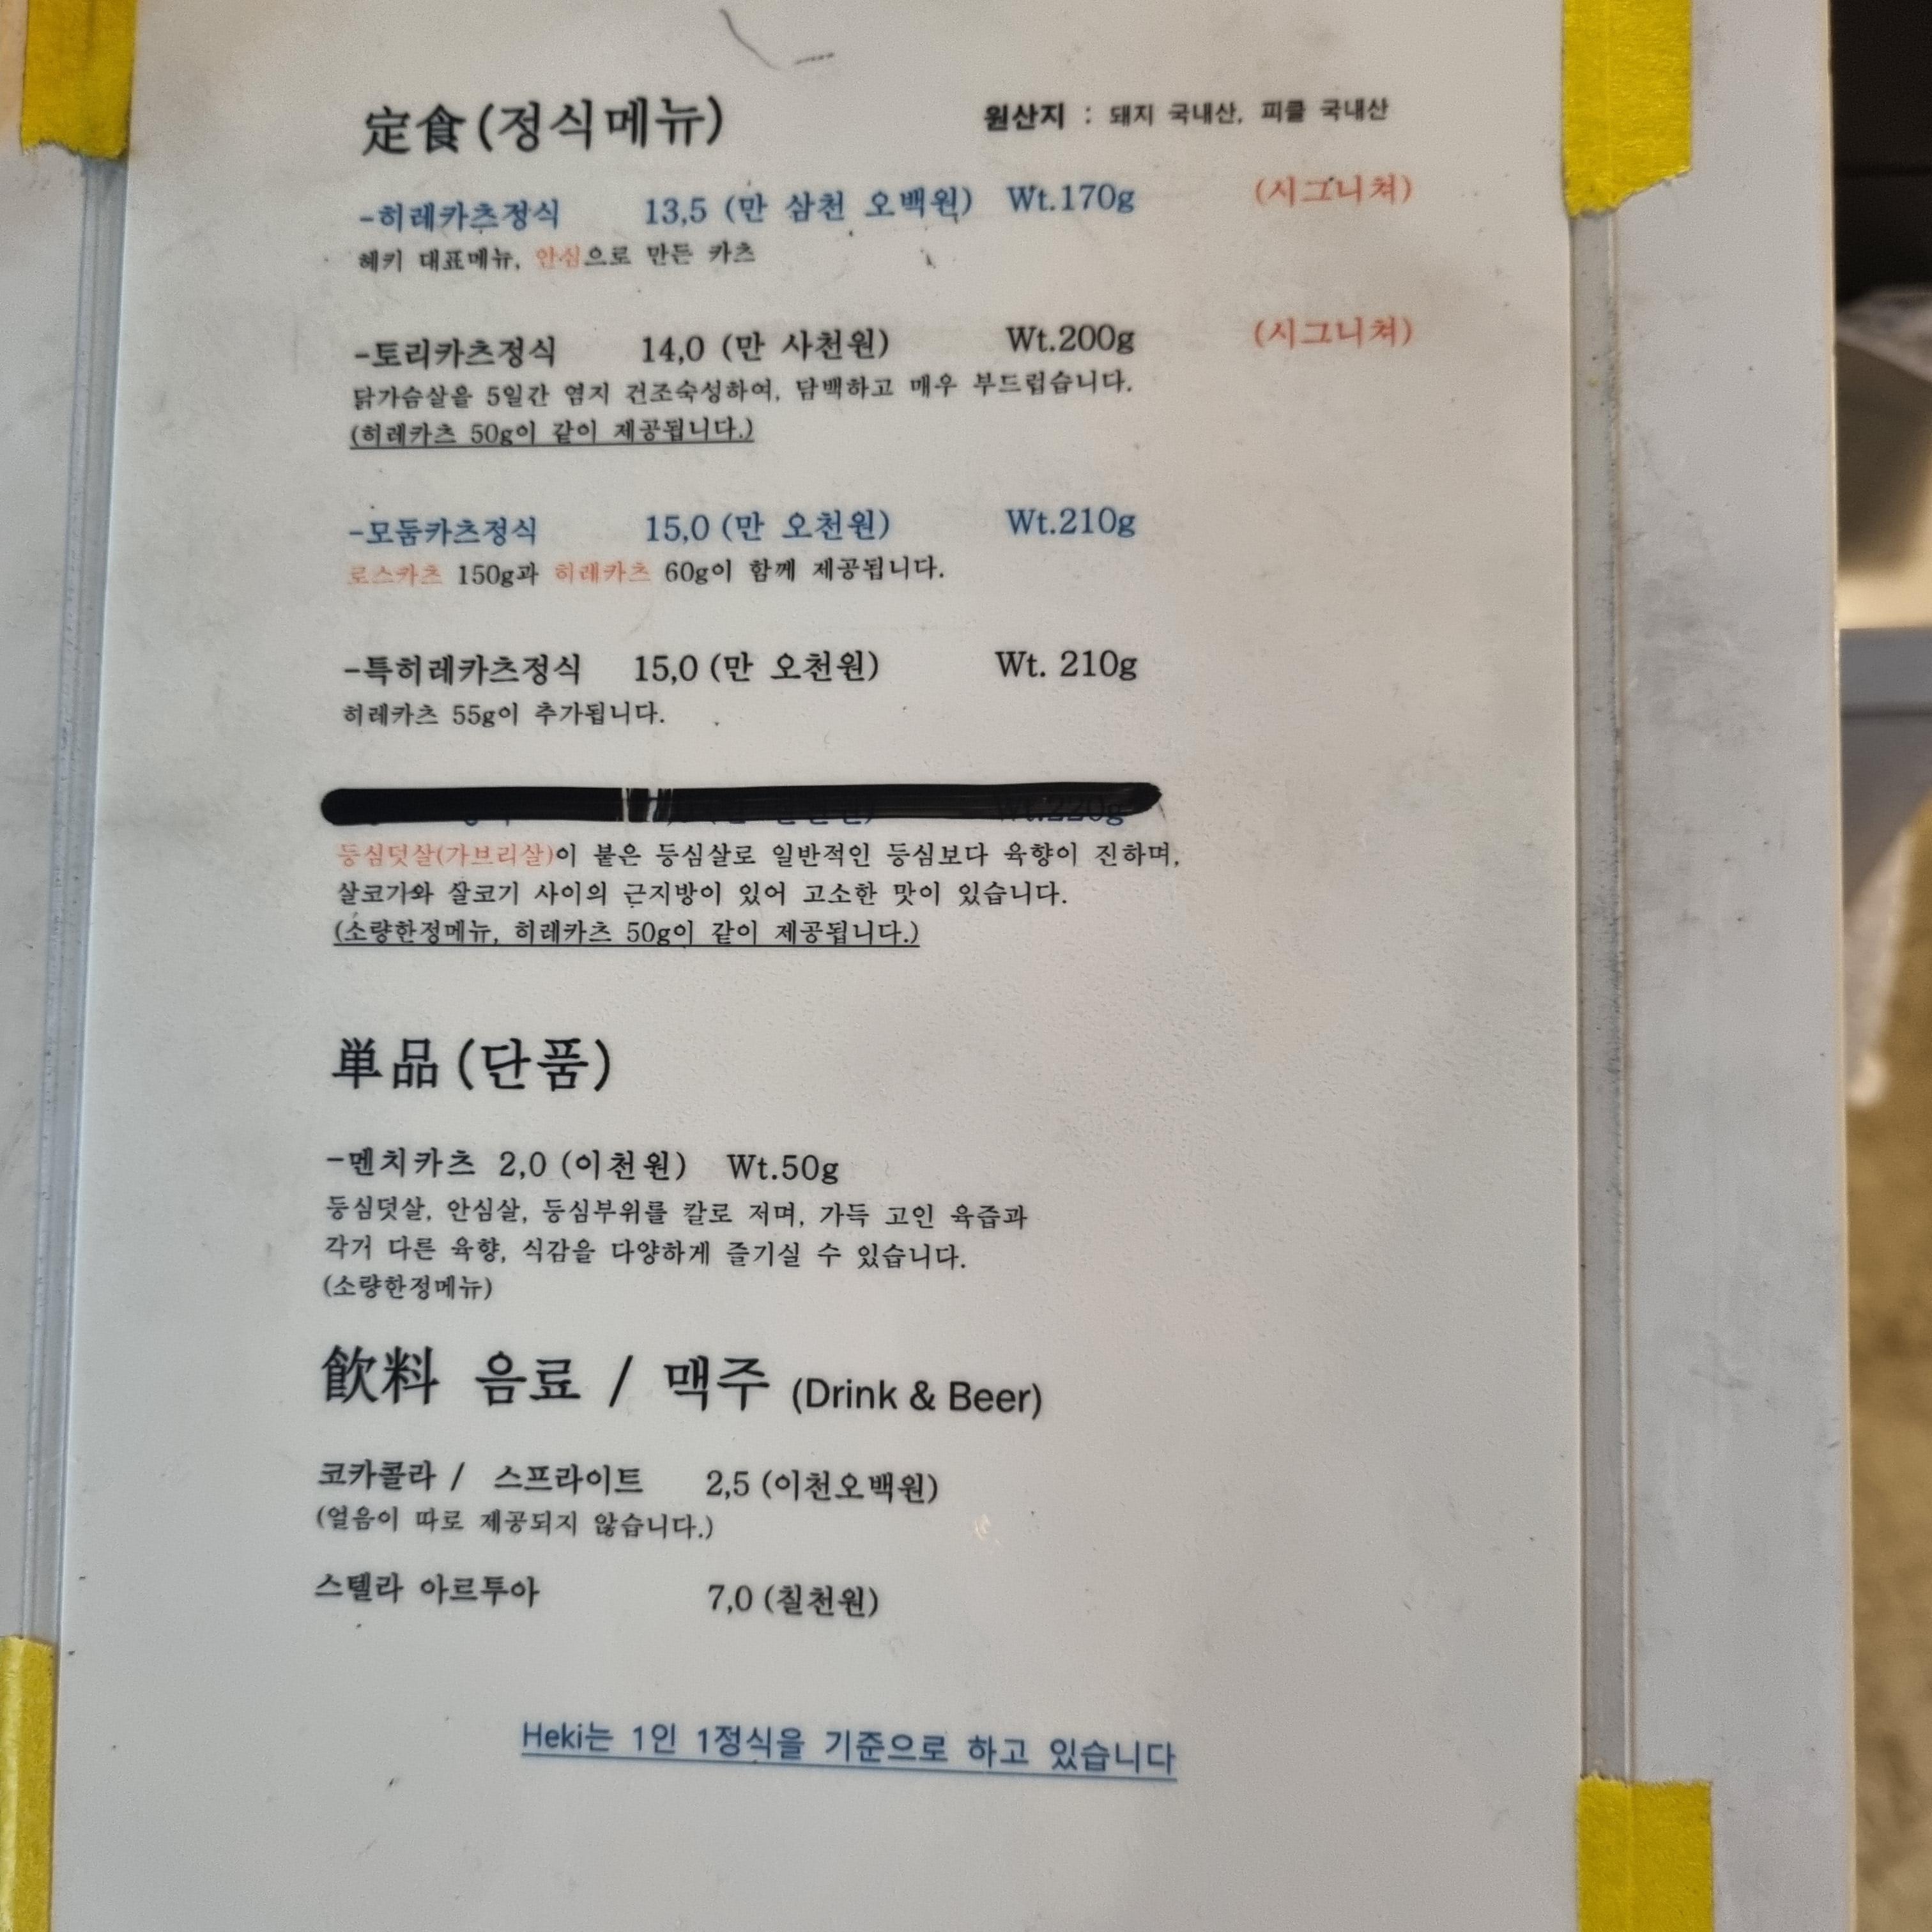 定食(정식메뉴)
원산지 : 돼지 국내산, 피클 국내산
-히레카츠정식 13,5 (만 삼천 오백원) Wt.170g (시그니쳐)
헤키 대표메뉴, 안심으로 만든 카츠
-토리카츠정식 14,0 (만 사천원) Wt.200g (시그니쳐)
닭가슴살을 5일간 염지 건조숙성하여, 담백하고 매우 부드럽습니다.
(히레카츠 50g이 같이 제공됩니다.)
-모둠카츠정식 15,0 (만 오천원) Wt.210g
로스카츠 150g과 히레카츠 60g이 함께 제공됩니다.
-특히레카츠정식 15,0 (만 오천원) Wt. 210g
히레카츠 55g이 추가됩니다.
Wt.220g
등심덧살(가브리살)이 붙은 등심살로 일반적인 등심보다 육향이 진하며,
살코기와 살코기 사이의 근지방이 있어 고소한 맛이 있습니다.
(소량한정메뉴, 히레카츠 50g이 같이 제공됩니다.)
単品(단품)
-멘치카츠 2,0 (이천원) Wt.50g
등심덧살, 안심살, 등심부위를 칼로 저며, 가득 고인 육즙과
각거 다른 육향, 식감을 다양하게 즐기실 수 있습니다.
(소량한정메뉴)
飲料 음료 / 맥주 (Drink & Beer)
코카콜라 / 스프라이트 2,5 (이천오백원)
(얼음이 따로 제공되지 않습니다.)
스텔라 아르투아 7,0 (칠천원)
Heki는 1인 1정식을 기준으로 하고 있습니다